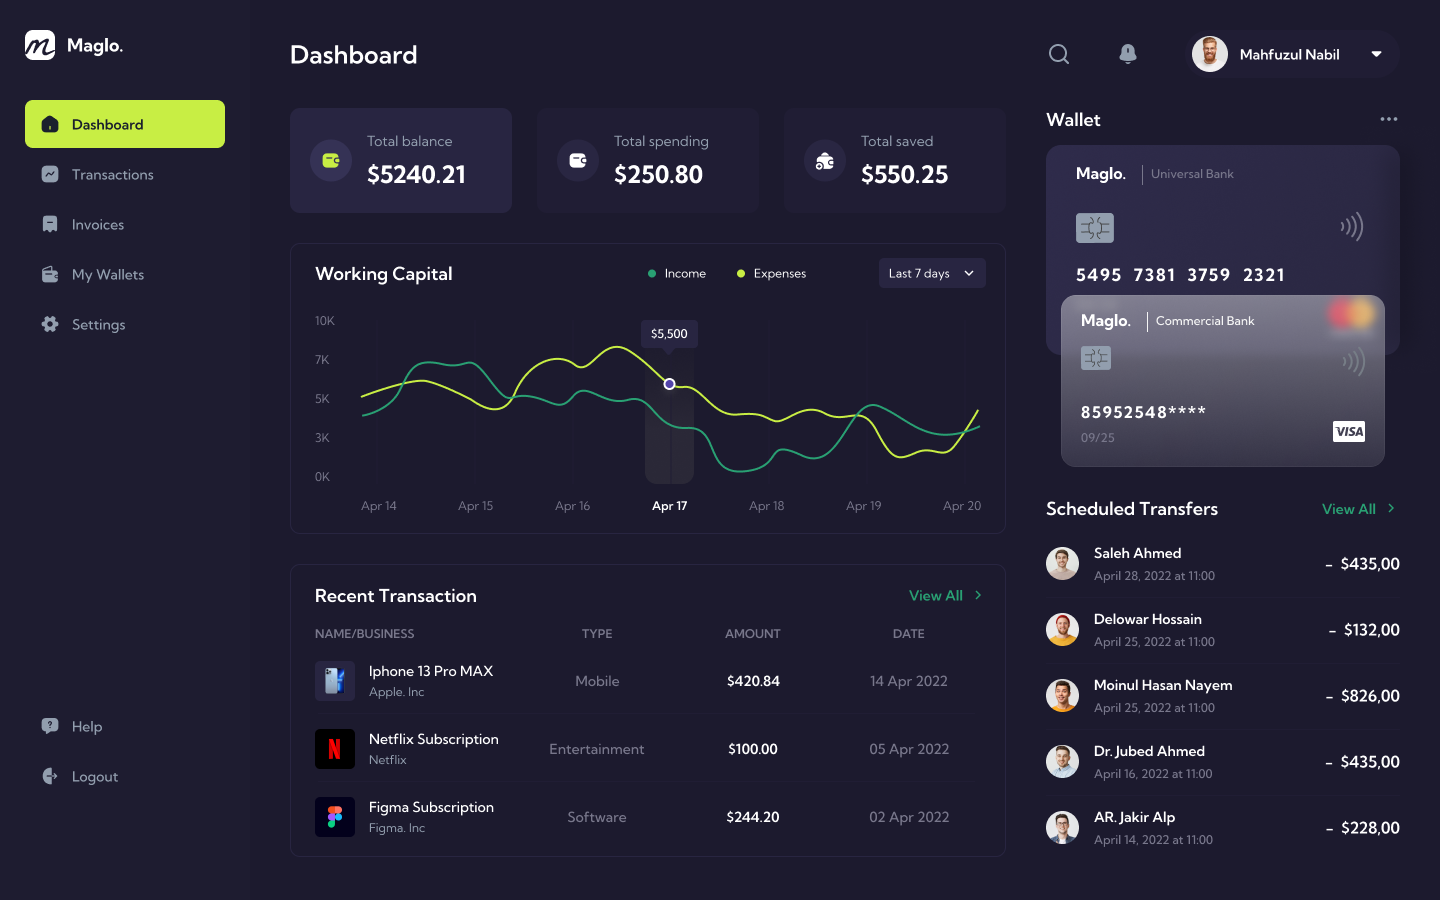 Maglo.
Dashboard
Transactions
Invoices
My Wallets
Settings
Help
Logout
Dashboard
Mahfuzul Nabil
Total balance
$5240.21
Total spending
$250.80
Total saved
$550.25
Working Capital
Income
Expenses
Last 7 days
10K
7K
5K
3K
0K
$5,500
Apr 14
Apr 15
Apr 16
Apr 17
Apr 18
Apr 19
Apr 20
Recent Transaction
View All
NAME/BUSINESS TYPE AMOUNT DATE
Iphone 13 Pro MAX
Apple. Inc
Mobile
$420.84
14 Apr 2022
Netflix Subscription
Netflix
Entertainment
$100.00
05 Apr 2022
Figma Subscription
Figma. Inc
Software
$244.20
02 Apr 2022
Wallet
Maglo. Universal Bank
5495 7381 3759 2321
Maglo. Commercial Bank
85952548****
09/25
VISA
Scheduled Transfers
View All
Saleh Ahmed
April 28, 2022 at 11:00
- $435,00
Delowar Hossain
April 25, 2022 at 11:00
- $132,00
Moinul Hasan Nayem
April 25, 2022 at 11:00
- $826,00
Dr. Jubed Ahmed
April 16, 2022 at 11:00
- $435,00
AR. Jakir Alp
April 14, 2022 at 11:00
- $228,00